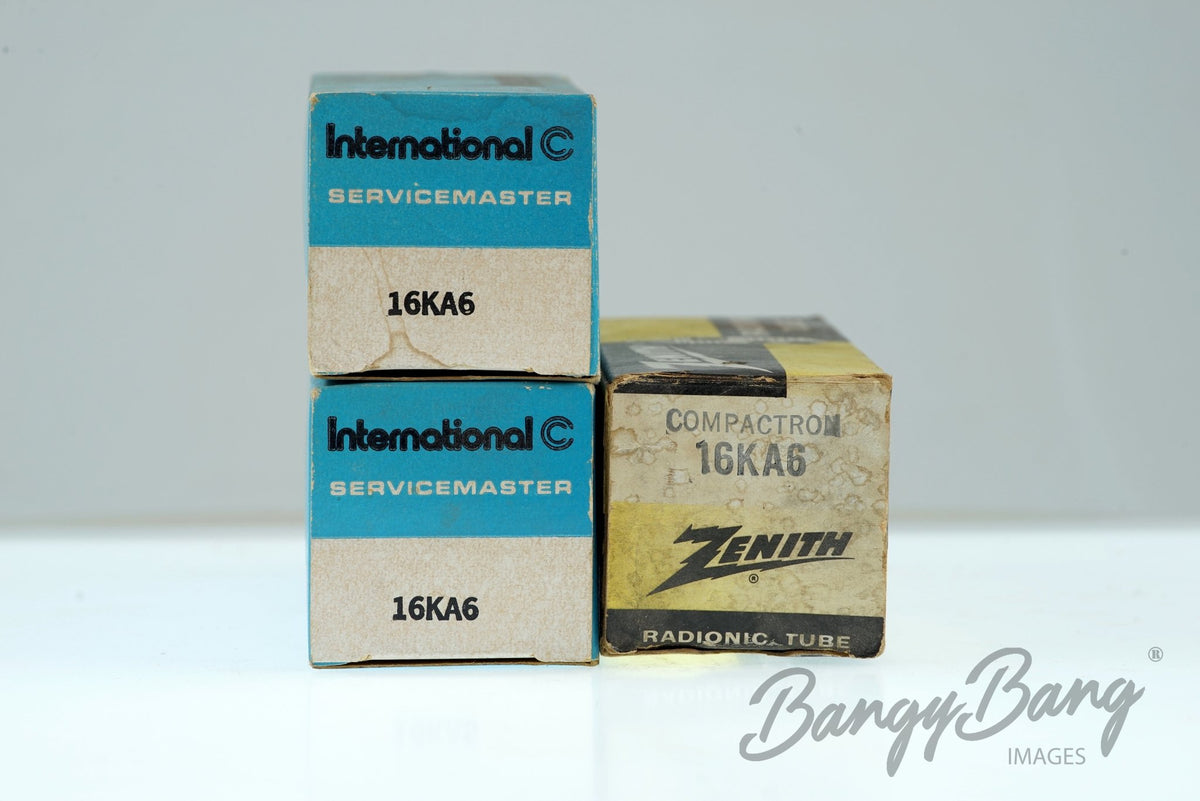 International
SERVICEMASTER
16KA6
International
SERVICEMASTER
16KA6
COMPACTRON
16KA6
ZENITH
®
RADIONIC TUBE
BangyBang ®
IMAGES